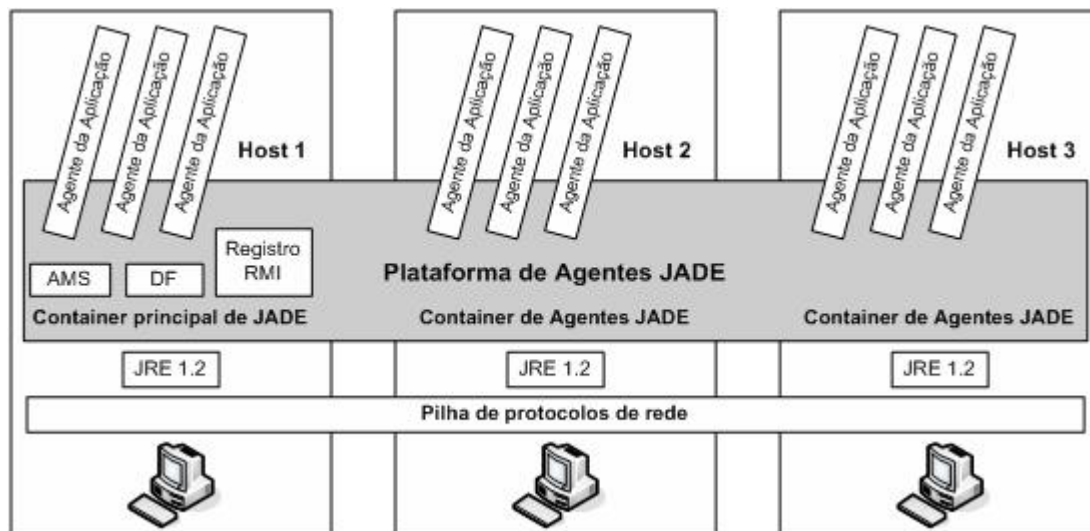 Agente da Aplicação
Agente da Aplicação
Agente da Aplicação
Host 1
Agente da Aplicação
Agente da Aplicação
Agente da Aplicação
Host 2
Agente da Aplicação
Agente da Aplicação
Agente da Aplicação
Host 3
AMS
DF
Registro
RMI
Plataforma de Agentes JADE
Container principal de JADE
Container de Agentes JADE
Container de Agentes JADE
JRE 1.2
JRE 1.2
JRE 1.2
Pilha de protocolos de rede